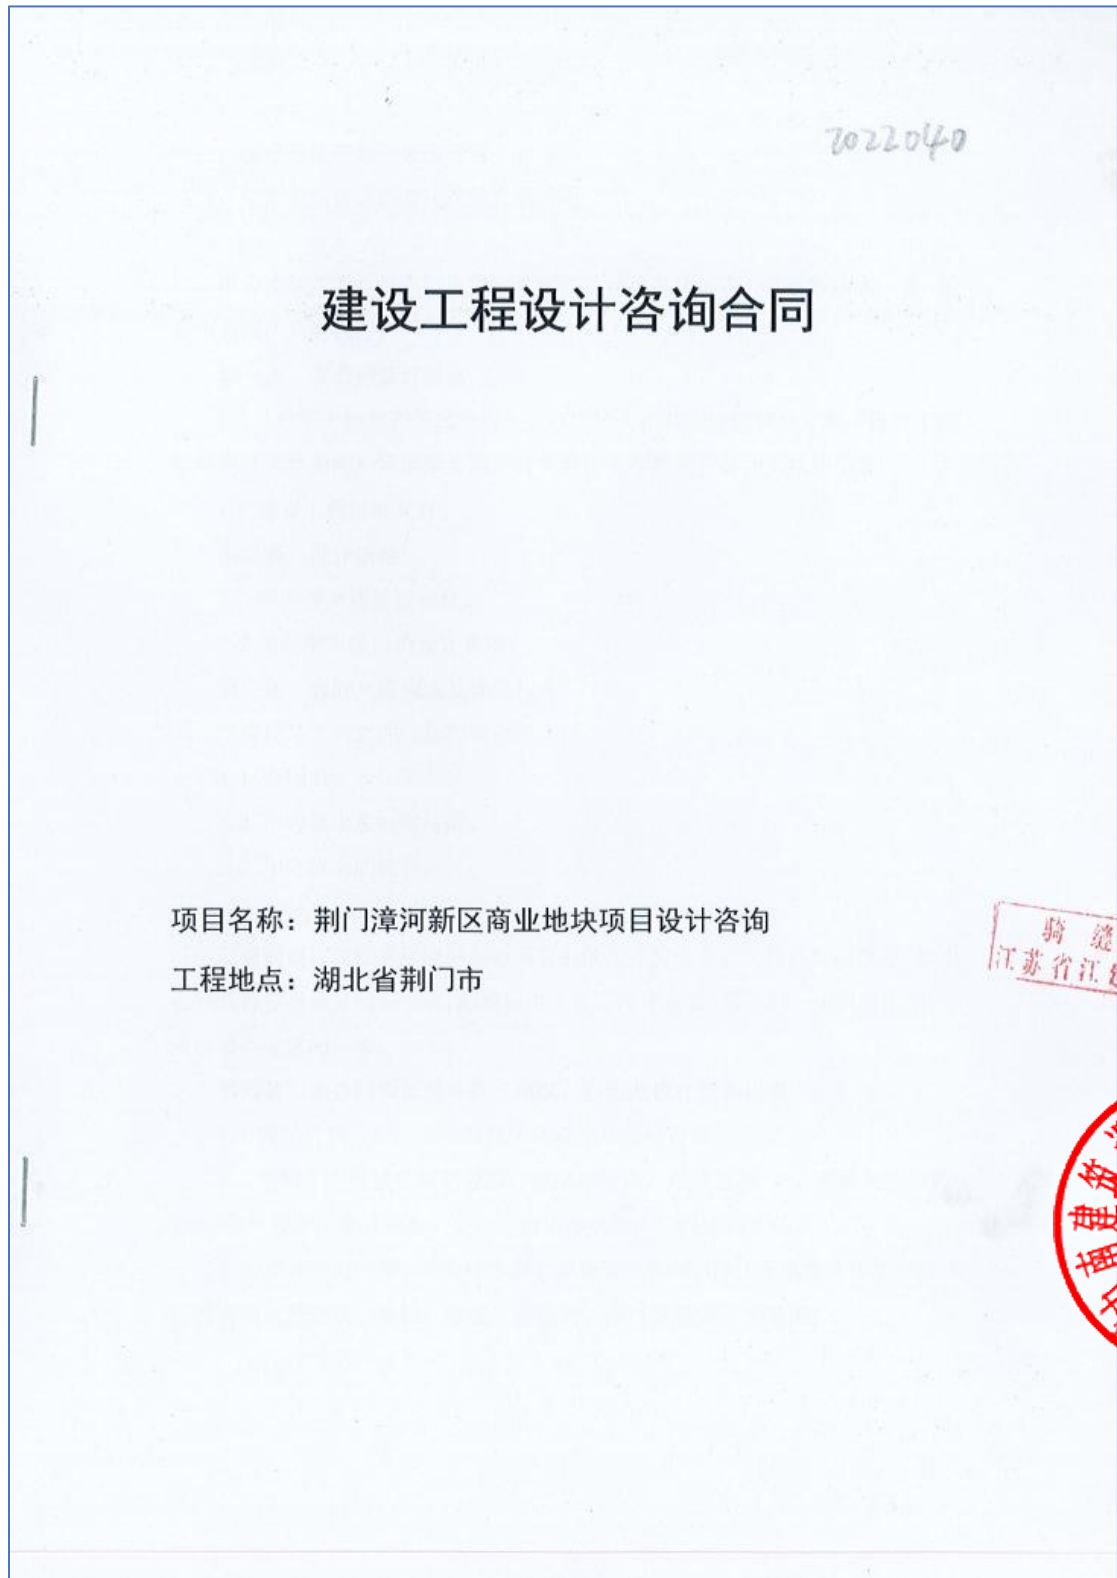 2022040
建设工程设计咨询合同
项目名称：荆门漳河新区商业地块项目设计咨询
工程地点：湖北省荆门市
骑 缝
江苏省江